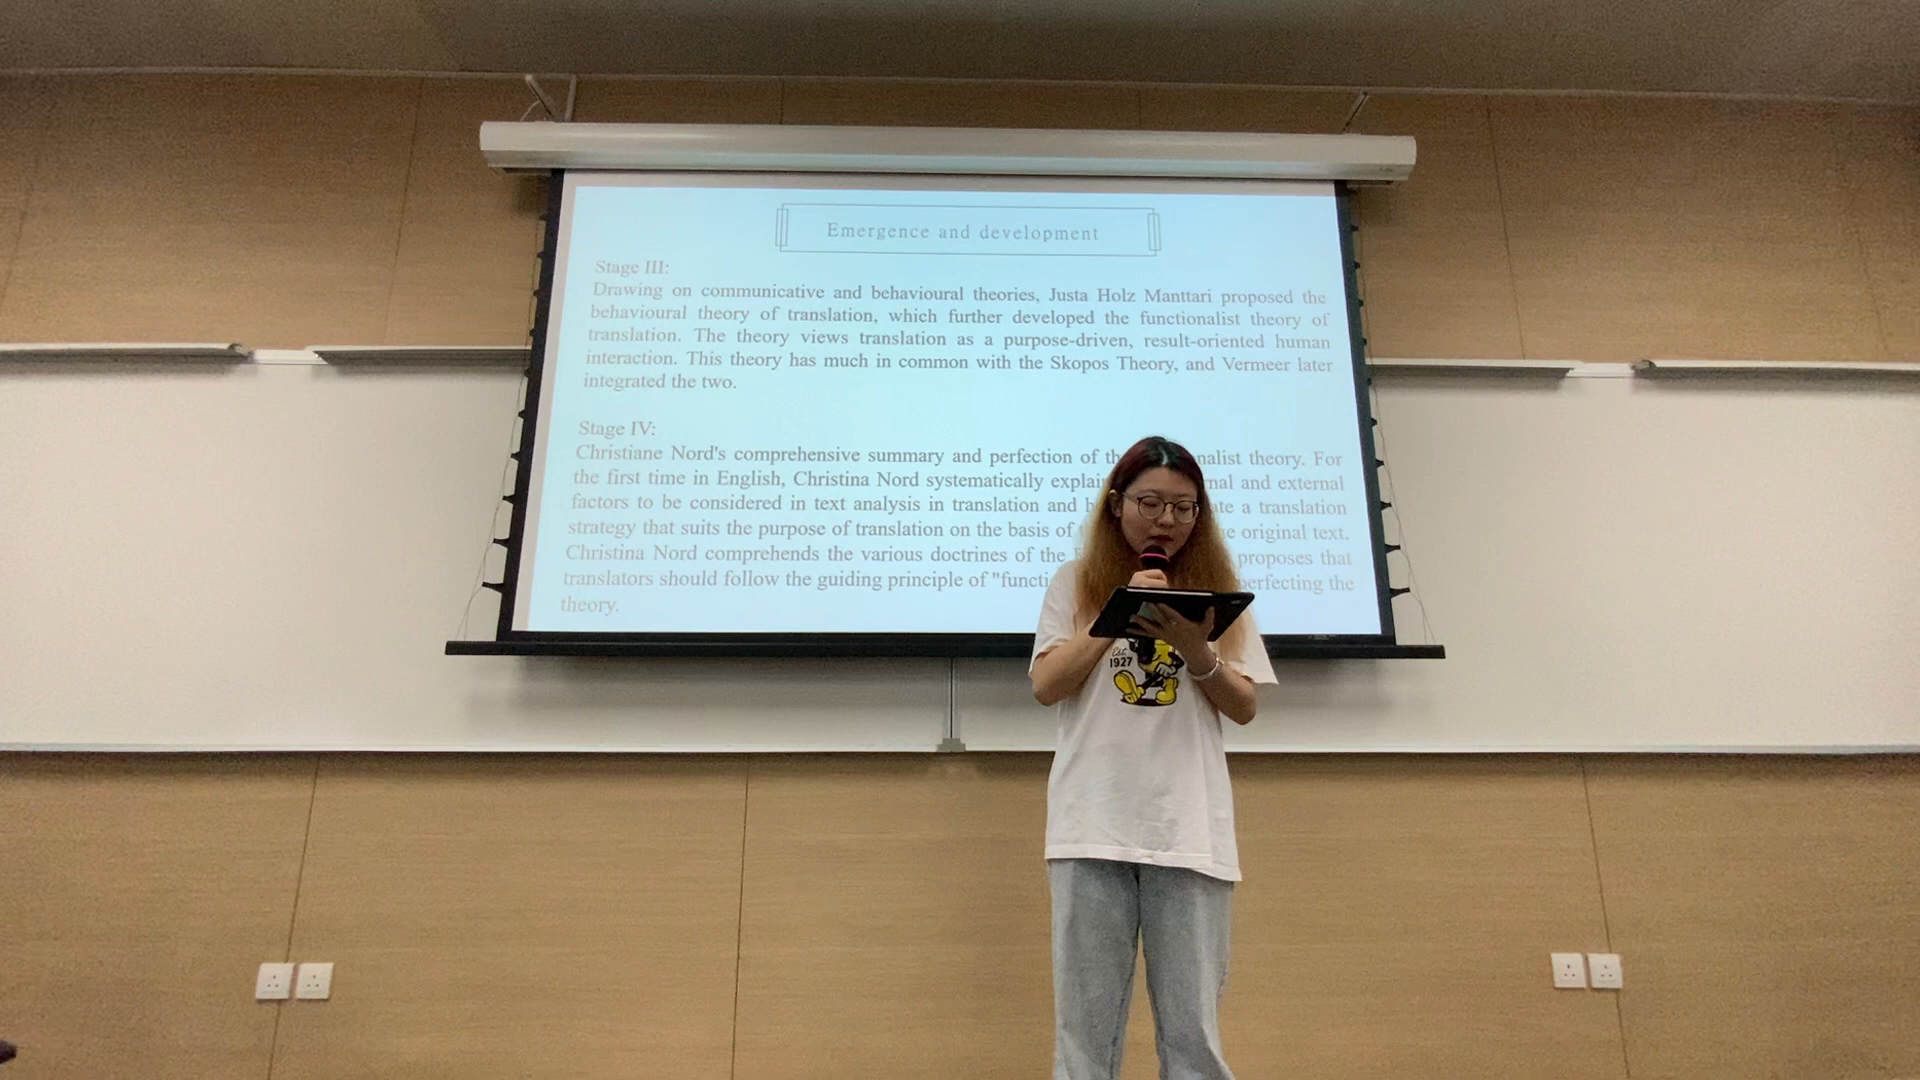 Emergence and development
Stage III:
Drawing on communicative and behavioural theories, Justa Holz Manttari proposed the
behavioural theory of translation, which further developed the functionalist theory of
translation. The theory views translation as a purpose-driven, result-oriented human
interaction. This theory has much in common with the Skopos Theory, and Vermeer later
integrated the two.
Stage IV:
Christiane Nord's comprehensive summary and perfection of nalist theory. For
the first time in English, Christina Nord systematically nal and external
factors to be considered in text analysis in translation and a translation
strategy that suits the purpose of translation on the basis of original text.
Christina Nord comprehends the various doctrines of the proposes that
translators should follow the guiding principle of "functi perfecting the
theory.
Est.
1927